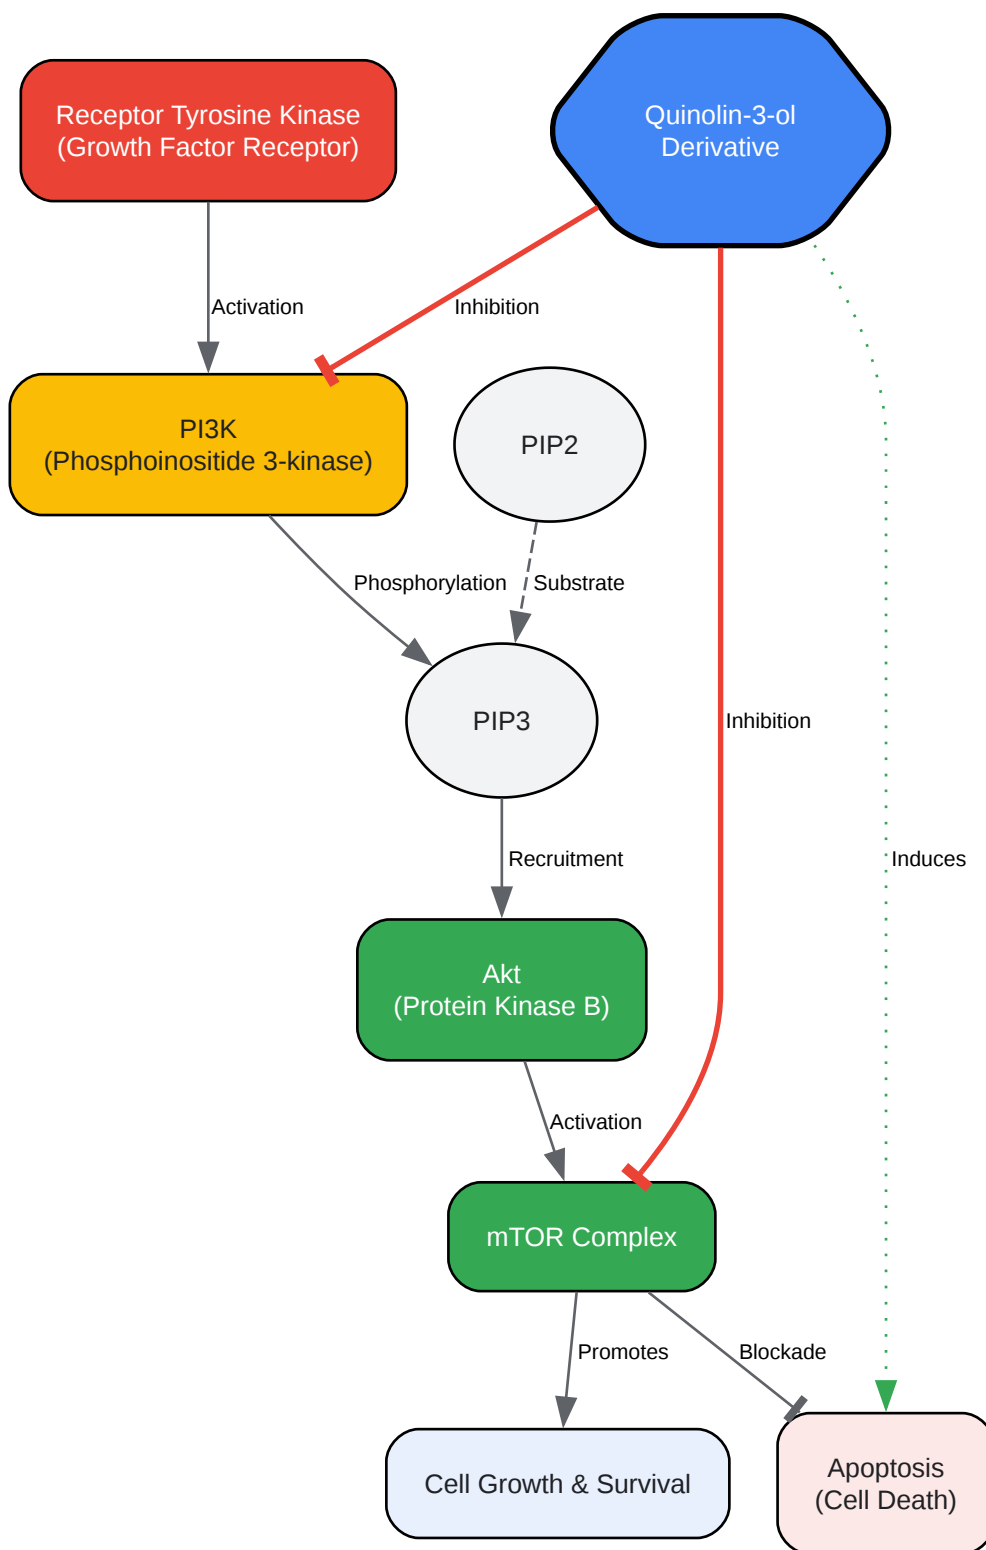 Receptor Tyrosine Kinase
(Growth Factor Receptor)
Quinolin-3-ol
Derivative
Activation
Inhibition
PI3K
(Phosphoinositide 3-kinase)
PIP2
Phosphorylation
Substrate
PIP3
Inhibition
Recruitment
Induces
Akt
(Protein Kinase B)
Activation
mTOR Complex
Promotes
Blockade
Cell Growth & Survival
Apoptosis
(Cell Death)